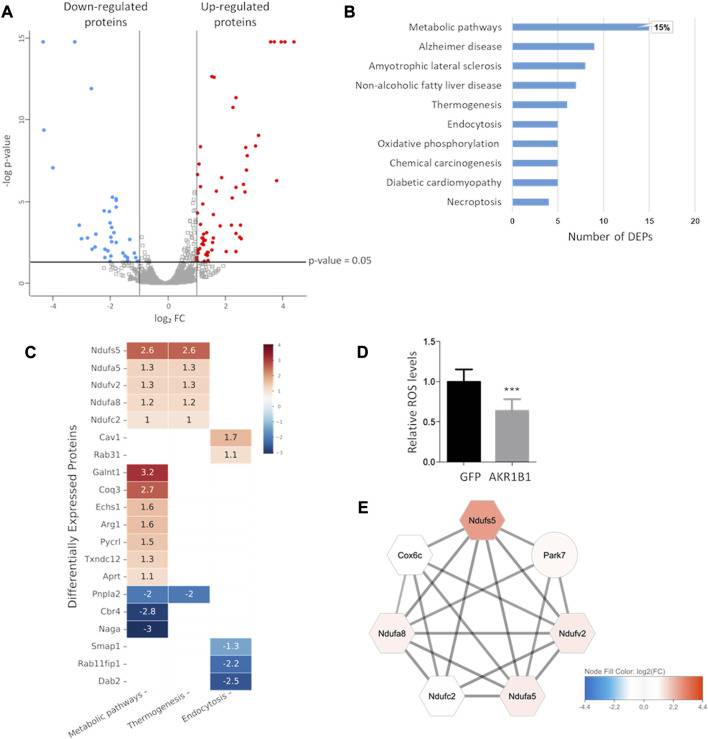 A
Down-regulated proteins
Up-regulated proteins
-log p-value
15
10
5
0
-4
-2
0
2
4
log₂ FC
p-value = 0.05
B
Metabolic pathways
15%
Alzheimer disease
Amyotrophic lateral sclerosis
Non-alcoholic fatty liver disease
Thermogenesis
Endocytosis
Oxidative phosphorylation
Chemical carcinogenesis
Diabetic cardiomyopathy
Necroptosis
0
5
10
15
20
Number of DEPs
C
Differentially Expressed Proteins
Ndufs5 - 2.6 2.6
Ndufa5 - 1.3 1.3
Ndufv2 - 1.3 1.3
Ndufa8 - 1.2 1.2
Ndufc2 - 1 1
Cav1 - 1.7
Rab31 - 1.1
Galnt1 - 3.2
Coq3 - 2.7
Echs1 - 1.6
Arg1 - 1.6
Pycrl - 1.5
Txndc12 - 1.3
Aprt - 1.1
Pnpla2 - -2 -2
Cbr4 - -2.8
Naga - -3
Smap1 - -1.3
Rab11fip1 - -2.2
Dab2 - -2.5
Metabolic pathways -
Thermogenesis -
Endocytosis -
4
3
2
1
0
-1
-2
-3
D
Relative ROS levels
1.5
1.0
0.5
0.0
***
GFP
AKR1B1
E
Ndufs5
Cox6c
Park7
Ndufa8
Ndufv2
Ndufc2
Ndufa5
Node Fill Color: log2(FC)
-4.4
-2.2
0.0
2.2
4.4